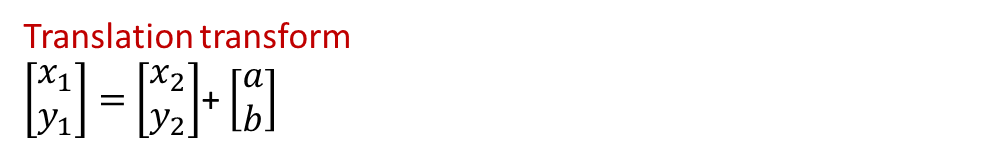 Translation transform
[x₁ y₁] = [x₂ y₂] + [a b]